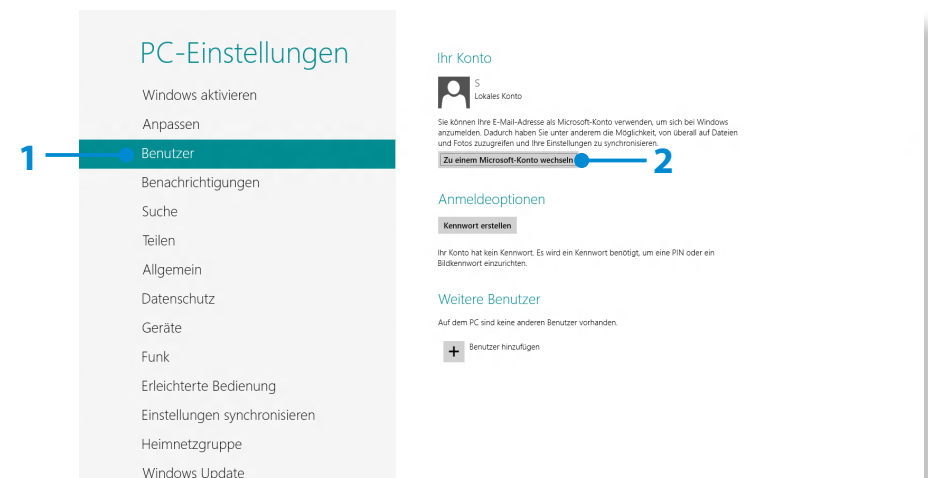 PC-Einstellungen
Windows aktivieren
Anpassen
1
Benutzer
Benachrichtigungen
Suche
Teilen
Allgemein
Datenschutz
Geräte
Funk
Erleichterte Bedienung
Einstellungen synchronisieren
Heimnetzgruppe
Windows Update
Ihr Konto
S
Lokales Konto
Sie können Ihre E-Mail-Adresse als Microsoft-Konto verwenden, um sich bei Windows
anzumelden. Dadurch haben Sie unter anderem die Möglichkeit, von überall auf Dateien
und Fotos zuzugreifen und Ihre Einstellungen zu synchronisieren.
Zu einem Microsoft-Konto wechseln
2
Anmeldeoptionen
Kennwort erstellen
Ihr Konto hat kein Kennwort. Es wird ein Kennwort benötigt, um eine PIN oder ein
Bildkennwort einzurichten.
Weitere Benutzer
Auf dem PC sind keine anderen Benutzer vorhanden.
Benutzer hinzufügen